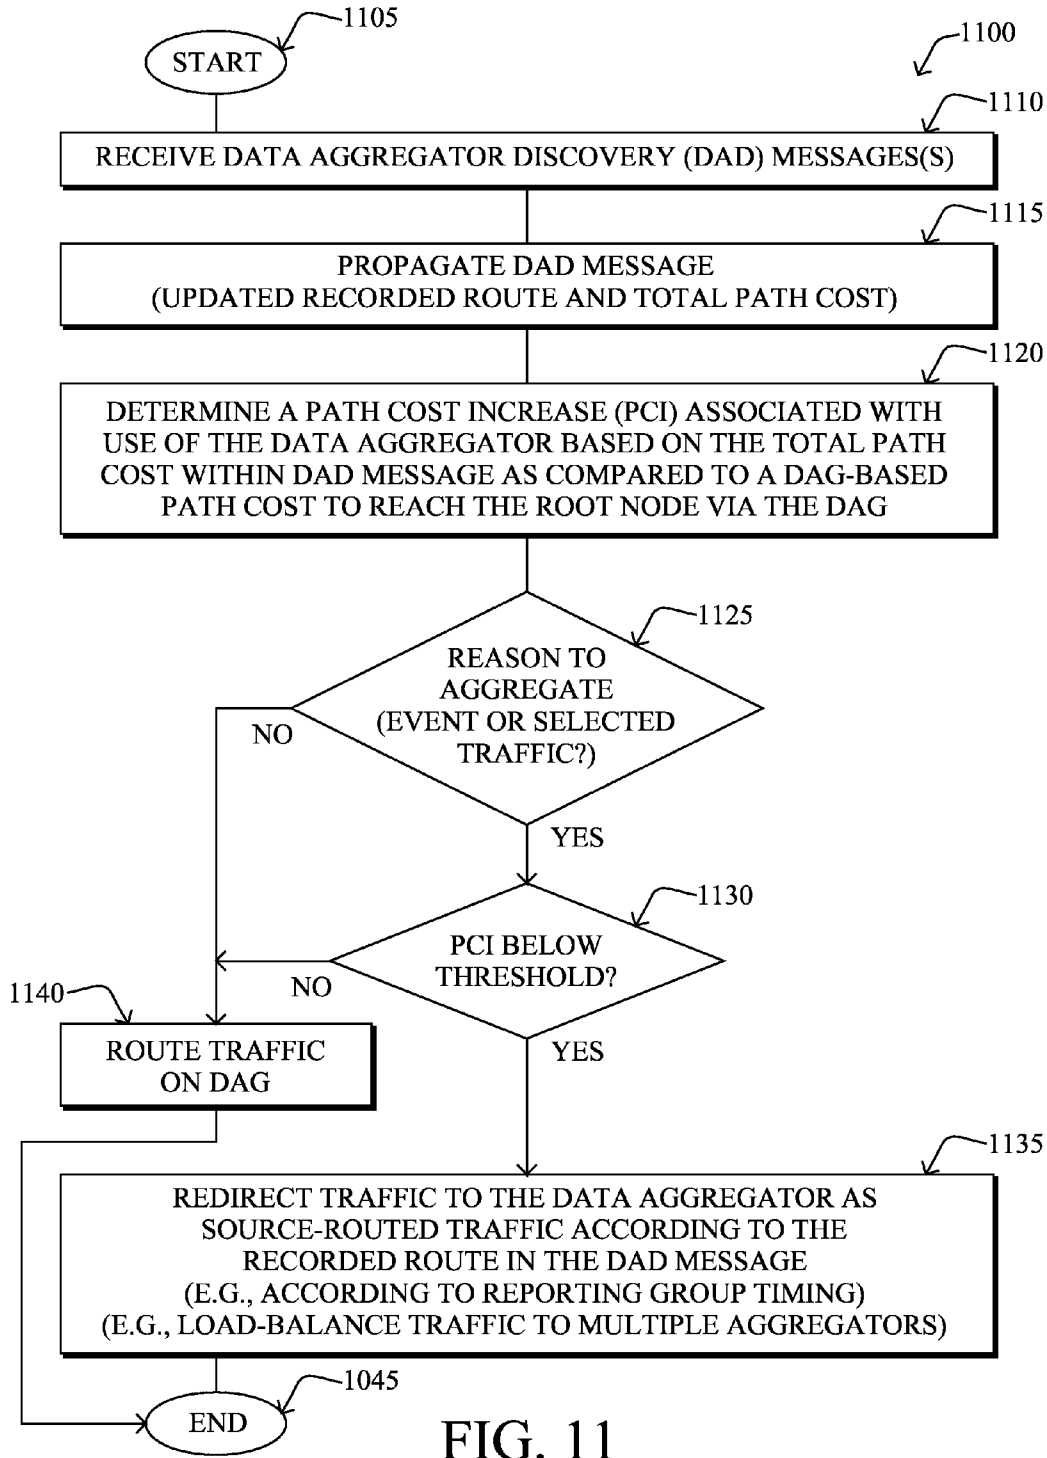 1105
START
1100
1110
RECEIVE DATA AGGREGATOR DISCOVERY (DAD) MESSAGES(S)
1115
PROPAGATE DAD MESSAGE
(UPDATED RECORDED ROUTE AND TOTAL PATH COST)
1120
DETERMINE A PATH COST INCREASE (PCI) ASSOCIATED WITH
USE OF THE DATA AGGREGATOR BASED ON THE TOTAL PATH
COST WITHIN DAD MESSAGE AS COMPARED TO A DAG-BASED
PATH COST TO REACH THE ROOT NODE VIA THE DAG
1125
REASON TO
AGGREGATE
(EVENT OR SELECTED
TRAFFIC?)
NO
YES
1130
PCI BELOW
THRESHOLD?
NO
YES
1140
ROUTE TRAFFIC
ON DAG
1135
REDIRECT TRAFFIC TO THE DATA AGGREGATOR AS
SOURCE-ROUTED TRAFFIC ACCORDING TO THE
RECORDED ROUTE IN THE DAD MESSAGE
(E.G., ACCORDING TO REPORTING GROUP TIMING)
(E.G., LOAD-BALANCE TRAFFIC TO MULTIPLE AGGREGATORS)
1045
END
FIG. 11